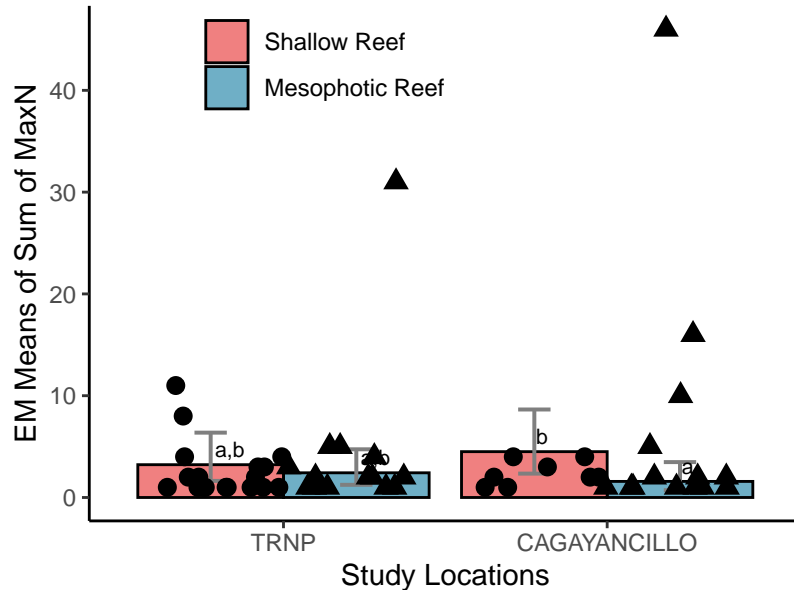 Shallow Reef
Mesophotic Reef
EM Means of Sum of MaxN
40
30
20
10
0
a,b
a,b
b
a
TRNP
CAGAYANCILLO
Study Locations